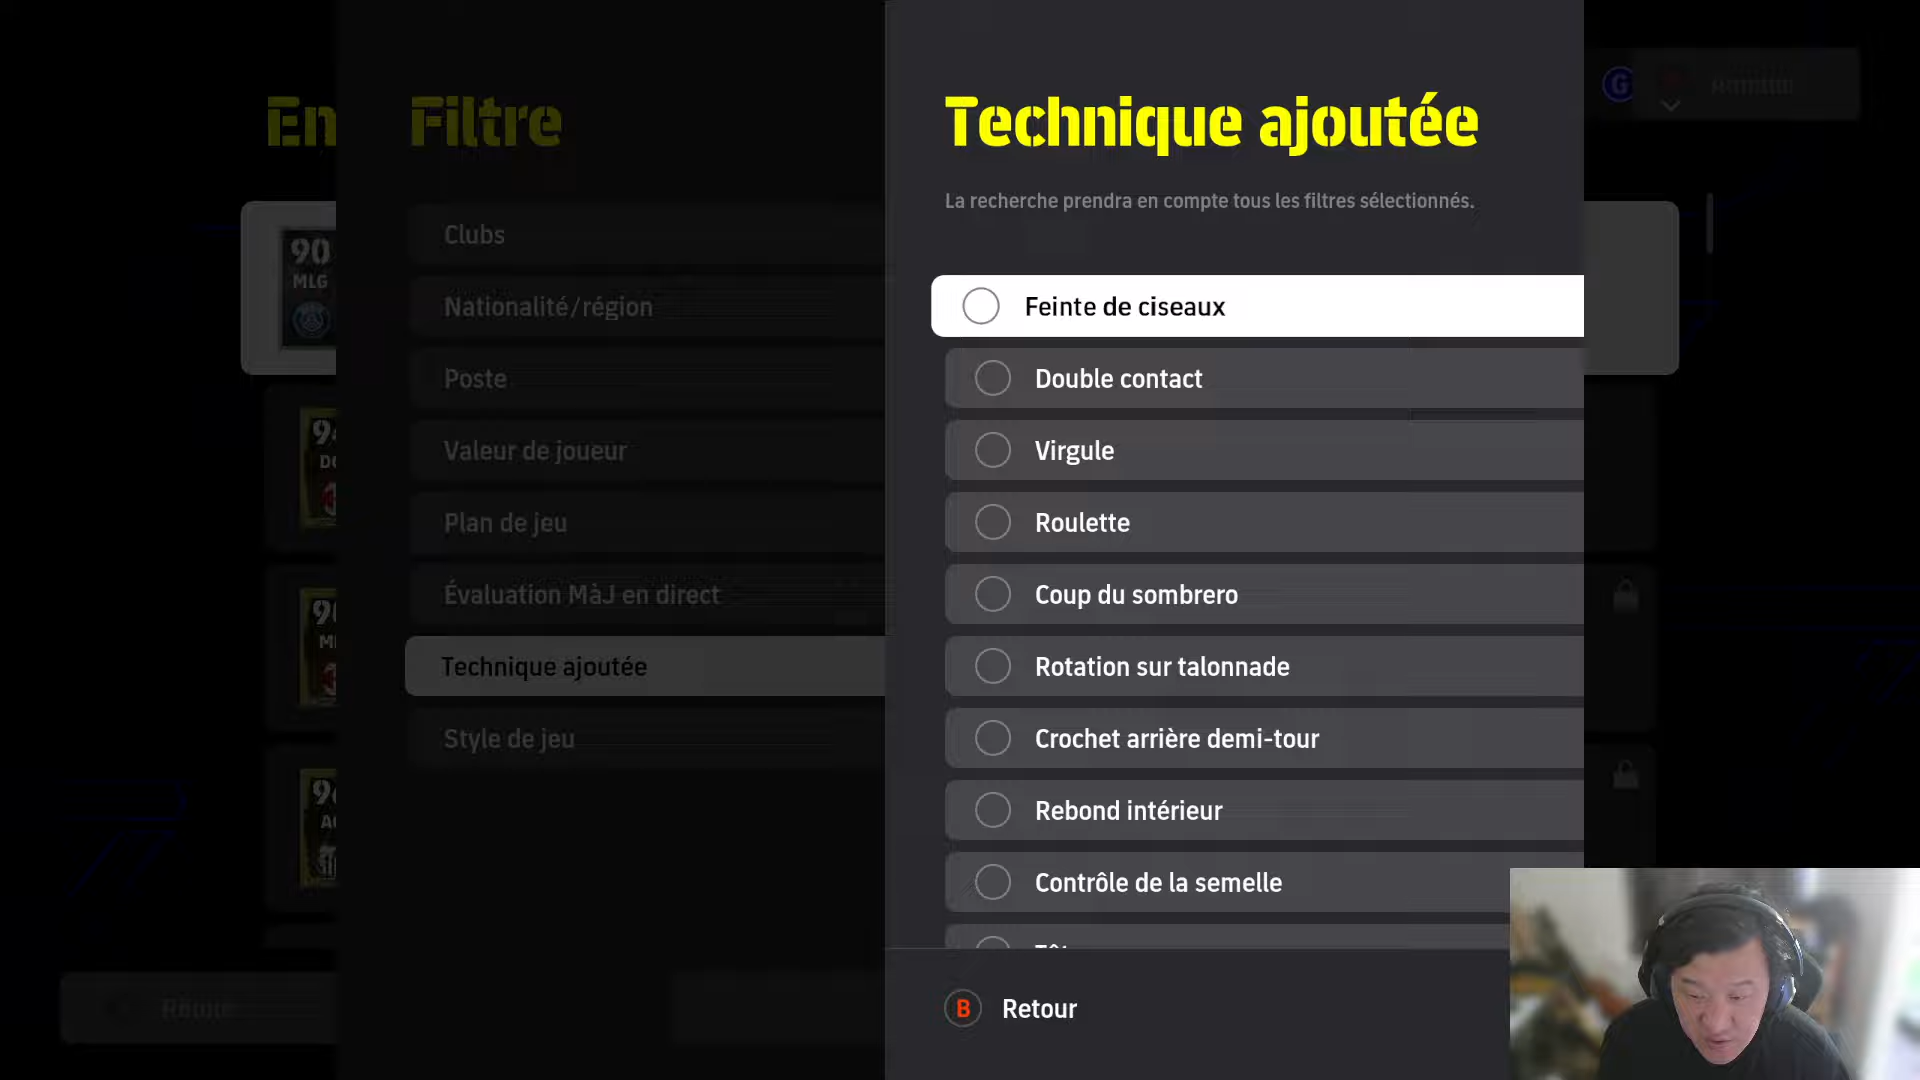 En
Filtre
Technique ajoutée
La recherche prendra en compte tous les filtres sélectionnés.
90
MLG
Clubs
Nationalité/région
Poste
Valeur de joueur
Plan de jeu
Évaluation MàJ en direct
Technique ajoutée
Style de jeu
Feinte de ciseaux
Double contact
Virgule
Roulette
Coup du sombrero
Rotation sur talonnade
Crochet arrière demi-tour
Rebond intérieur
Contrôle de la semelle
B Retour